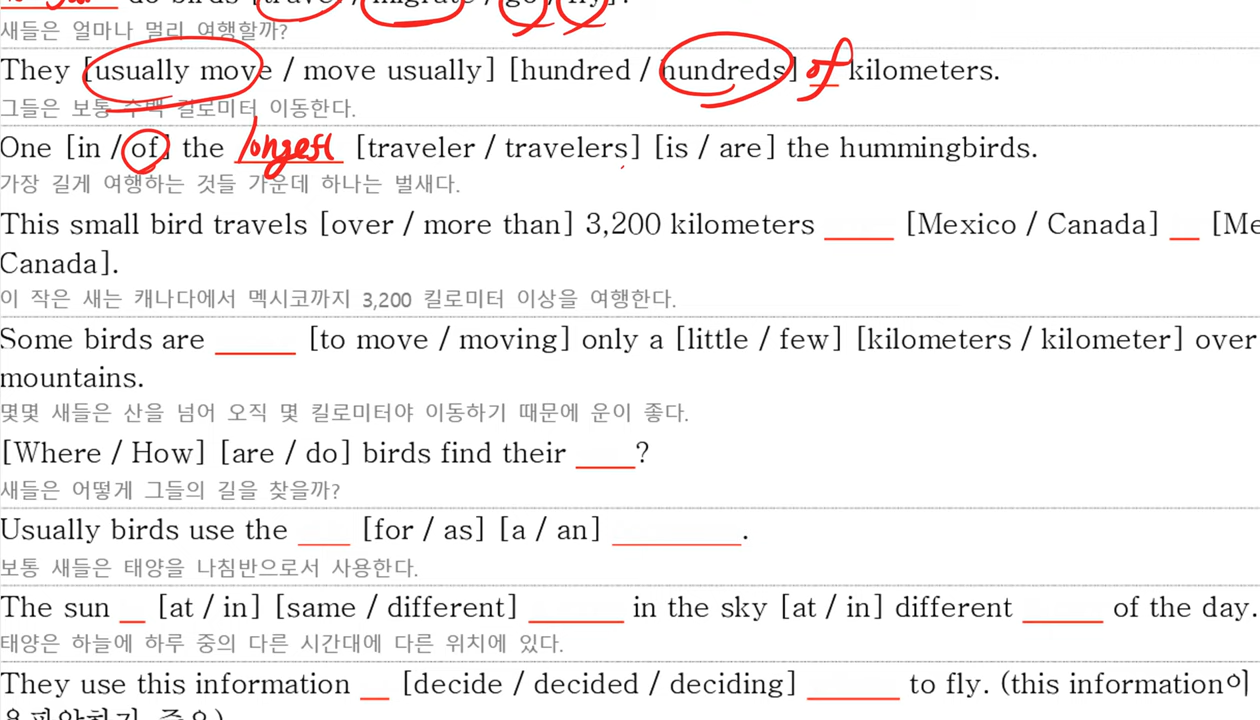 do birds [travel / migrate / go / fly]?
새들은 얼마나 멀리 여행할까?
They [usually move / move usually] [hundred / hundreds] of kilometers.
그들은 보통 수백 킬로미터 이동한다.
One [in / of] the longest [traveler / travelers] [is / are] the hummingbirds.
가장 길게 여행하는 것들 가운데 하나는 벌새다.
This small bird travels [over / more than] 3,200 kilometers _____ [Mexico / Canada] __ [Me
Canada].
이 작은 새는 캐나다에서 멕시코까지 3,200 킬로미터 이상을 여행한다.
Some birds are ______ [to move / moving] only a [little / few] [kilometers / kilometer] over
mountains.
몇몇 새들은 산을 넘어 오직 몇 킬로미터야 이동하기 때문에 운이 좋다.
[Where / How] [are / do] birds find their ____?
새들은 어떻게 그들의 길을 찾을까?
Usually birds use the ____ [for / as] [a / an] _________.
보통 새들은 태양을 나침반으로서 사용한다.
The sun __ [at / in] [same / different] _______ in the sky [at / in] different ______ of the day.
태양은 하늘에 하루 중의 다른 시간대에 다른 위치에 있다.
They use this information __ [decide / decided / deciding] _______ to fly. (this information이